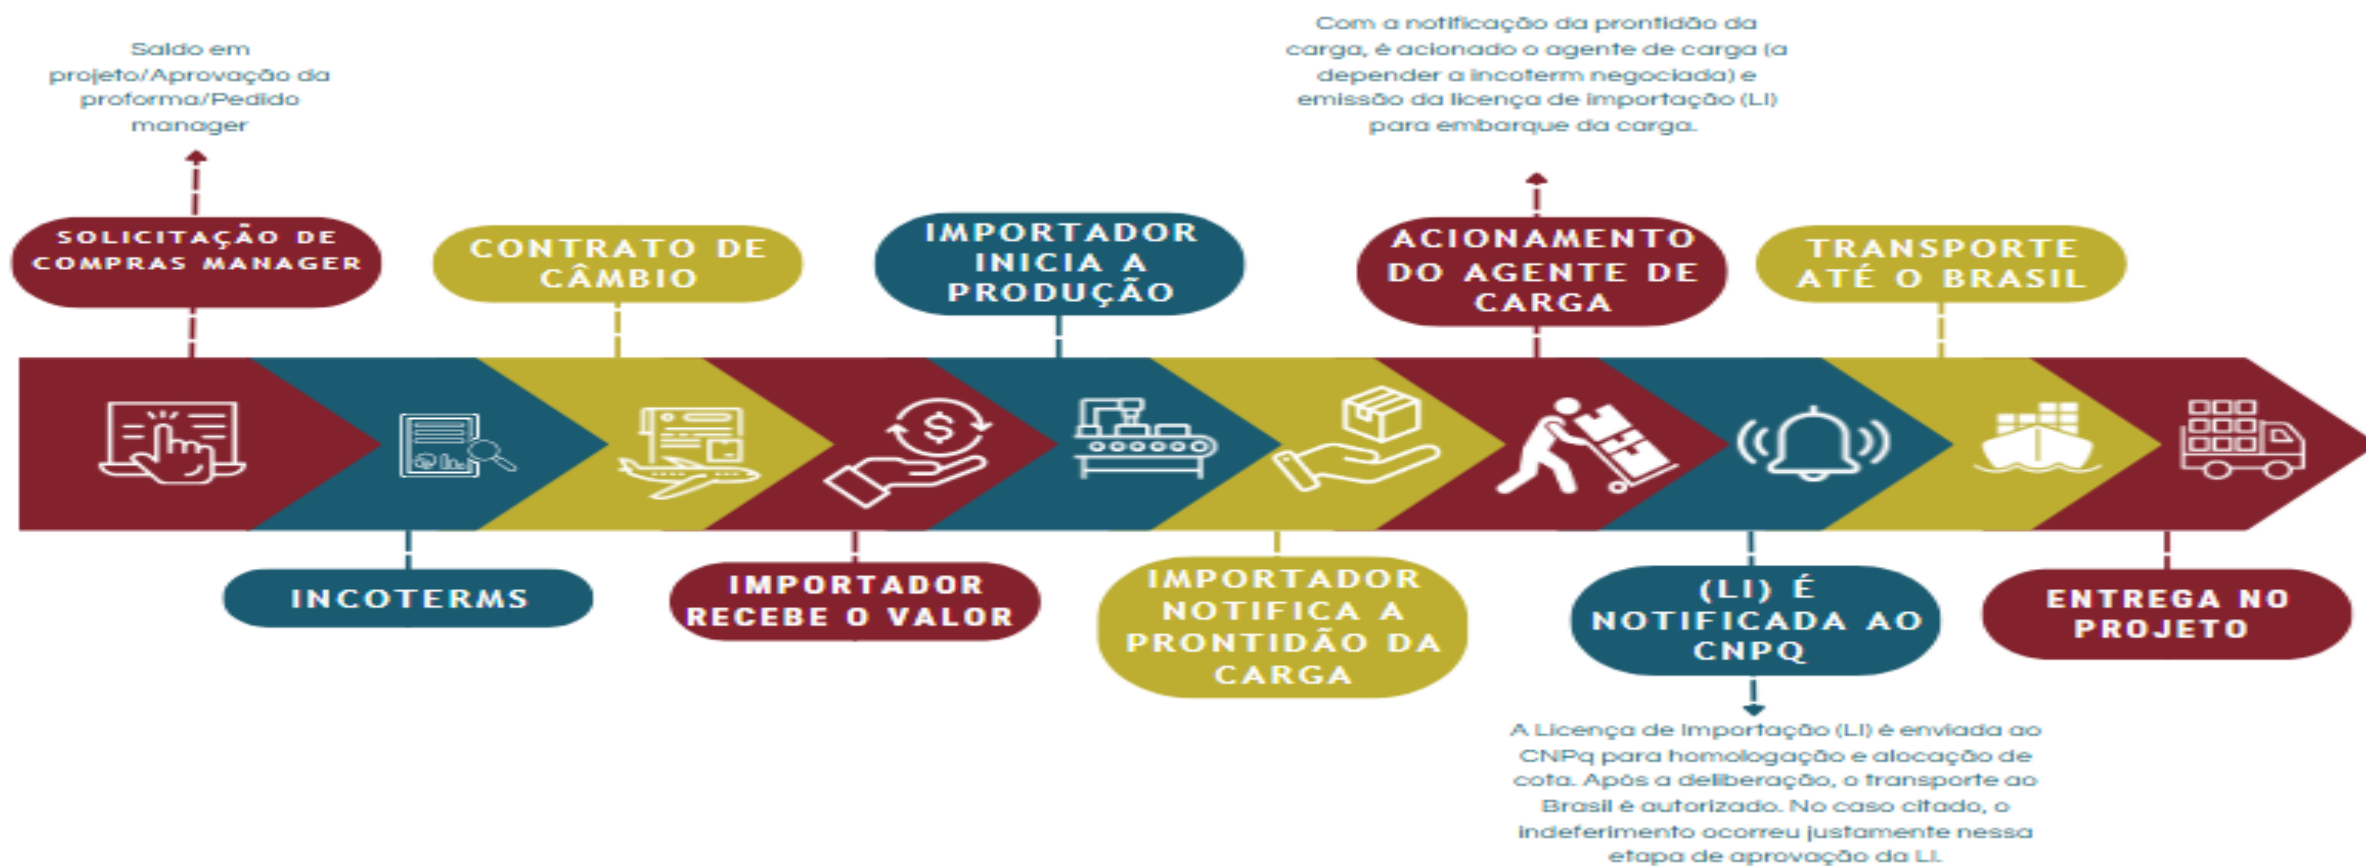 Saldo em
projeto/Aprovação da
proforma/Pedido
manager
Com a notificação da prontidão da
carga, é acionado o agente de carga (a
depender a incoterm negociada) e
emissão da licença de importação (LI)
para embarque da carga.
SOLICITAÇÃO DE
COMPRAS MANAGER
CONTRATO DE
CÂMBIO
IMPORTADOR
INICIA A
PRODUÇÃO
ACIONAMENTO
DO AGENTE DE
CARGA
TRANSPORTE
ATÉ O BRASIL
$
INCOTERMS
IMPORTADOR
RECEBE O VALOR
IMPORTADOR
NOTIFICA A
PRONTIDÃO DA
CARGA
(LI) É
NOTIFICADA AO
CNPQ
ENTREGA NO
PROJETO
A Licença de Importação (LI) é enviada ao
CNPq para homologação e alocação de
cota. Após a deliberação, o transporte ao
Brasil é autorizado. No caso citado, o
indeferimento ocorreu justamente nessa
etapa de aprovação da LI.